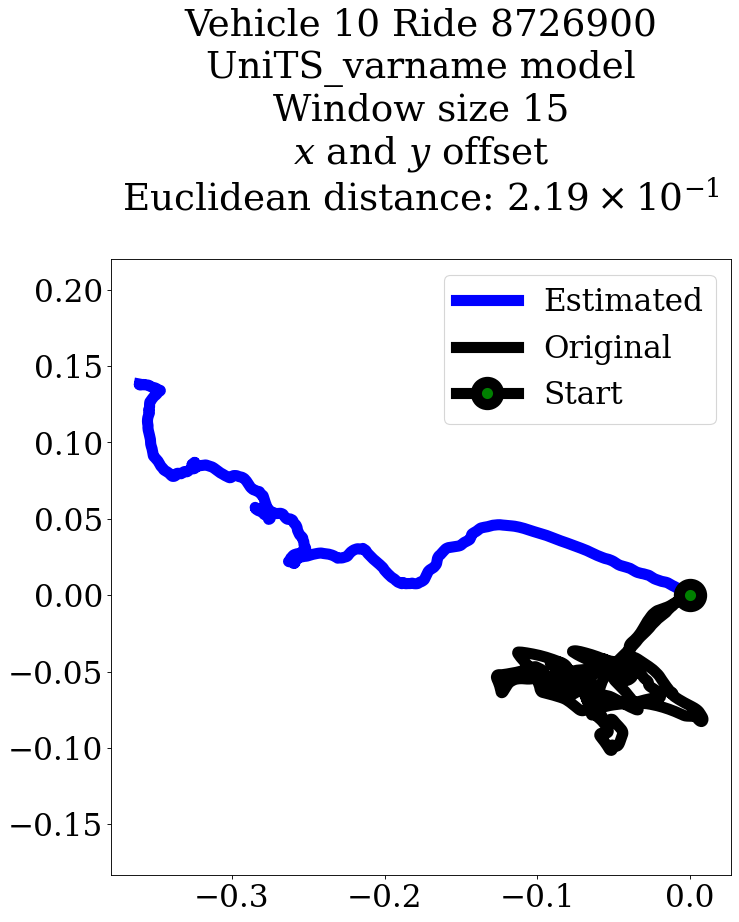 Vehicle 10 Ride 8726900
UniTS_varname model
Window size 15
x and y offset
Euclidean distance: 2.19 × 10⁻¹
Estimated
Original
Start
0.20
0.15
0.10
0.05
0.00
−0.05
−0.10
−0.15
−0.3
−0.2
−0.1
0.0